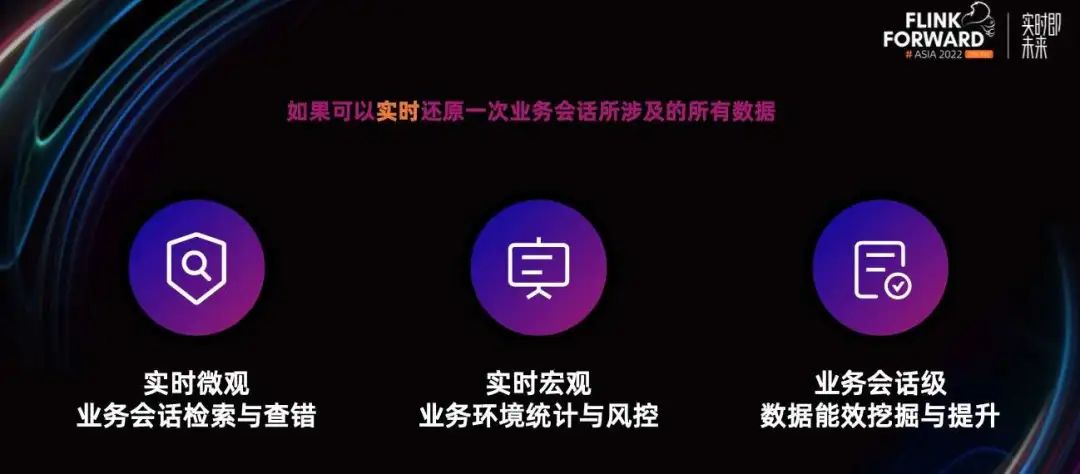 FLINK
FORWARD
# ASIA 2022
实时即
未来
如果可以实时还原一次业务会话所涉及的所有数据
实时微观
业务会话检索与查错
实时宏观
业务环境统计与风控
业务会话级
数据能效挖掘与提升